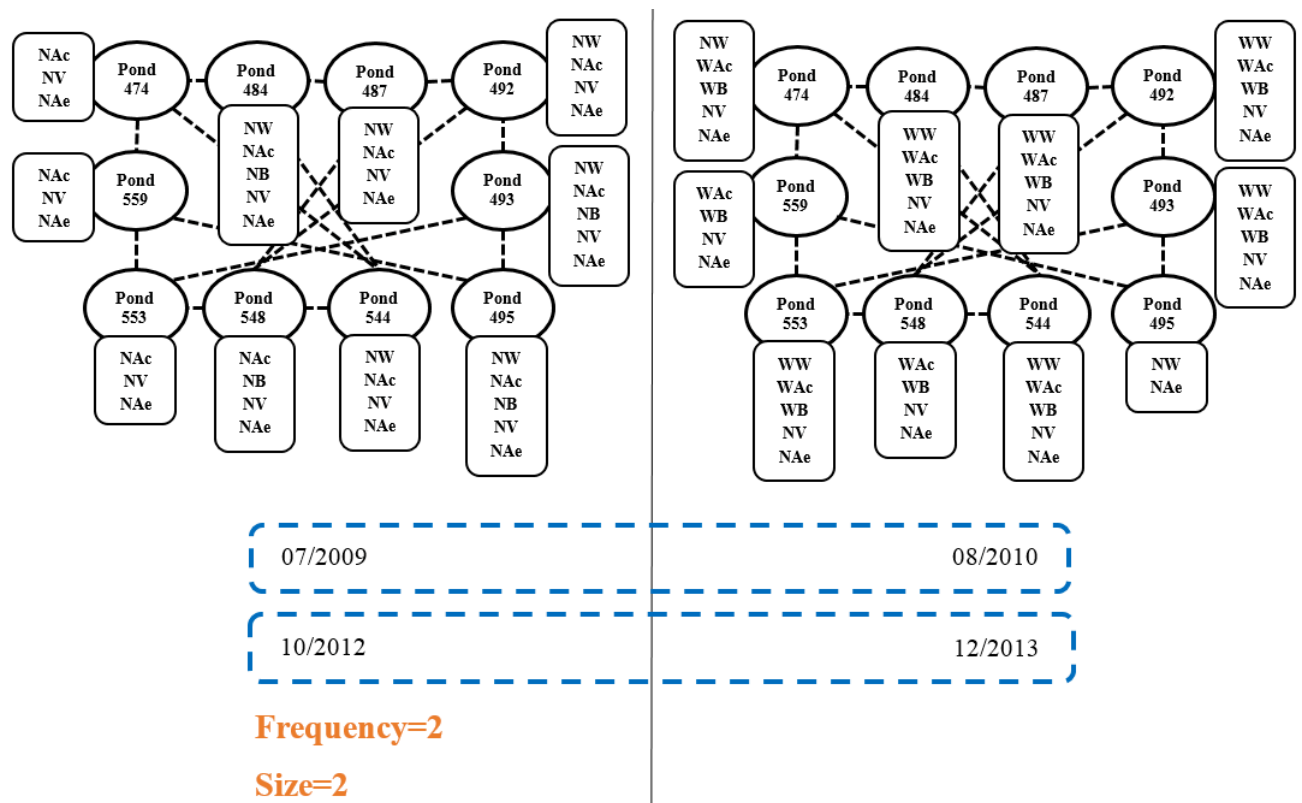 NAc
NV
NAe
Pond
474
Pond
484
NW
NAc
NB
NV
NAe
Pond
487
NW
NAc
NV
NAe
Pond
492
NW
NAc
NV
NAe
NAc
NV
NAe
Pond
559
Pond
493
NW
NAc
NB
NV
NAe
Pond
553
NAc
NV
NAe
Pond
548
NAc
NB
NV
NAe
Pond
544
NW
NAc
NV
NAe
Pond
495
NW
NAc
NB
NV
NAe
NW
WAc
WB
NV
NAe
Pond
474
Pond
484
WW
WAc
WB
NV
NAe
Pond
487
WW
WAc
WB
NV
NAe
Pond
492
WW
WAc
WB
NV
NAe
WAc
WB
NV
NAe
Pond
559
Pond
493
WW
WAc
WB
NV
NAe
Pond
553
WW
WAc
WB
NV
NAe
Pond
548
WAc
WB
NV
NAe
Pond
544
WW
WAc
WB
NV
NAe
Pond
495
NW
NAe
07/2009 08/2010
10/2012 12/2013
Frequency=2
Size=2